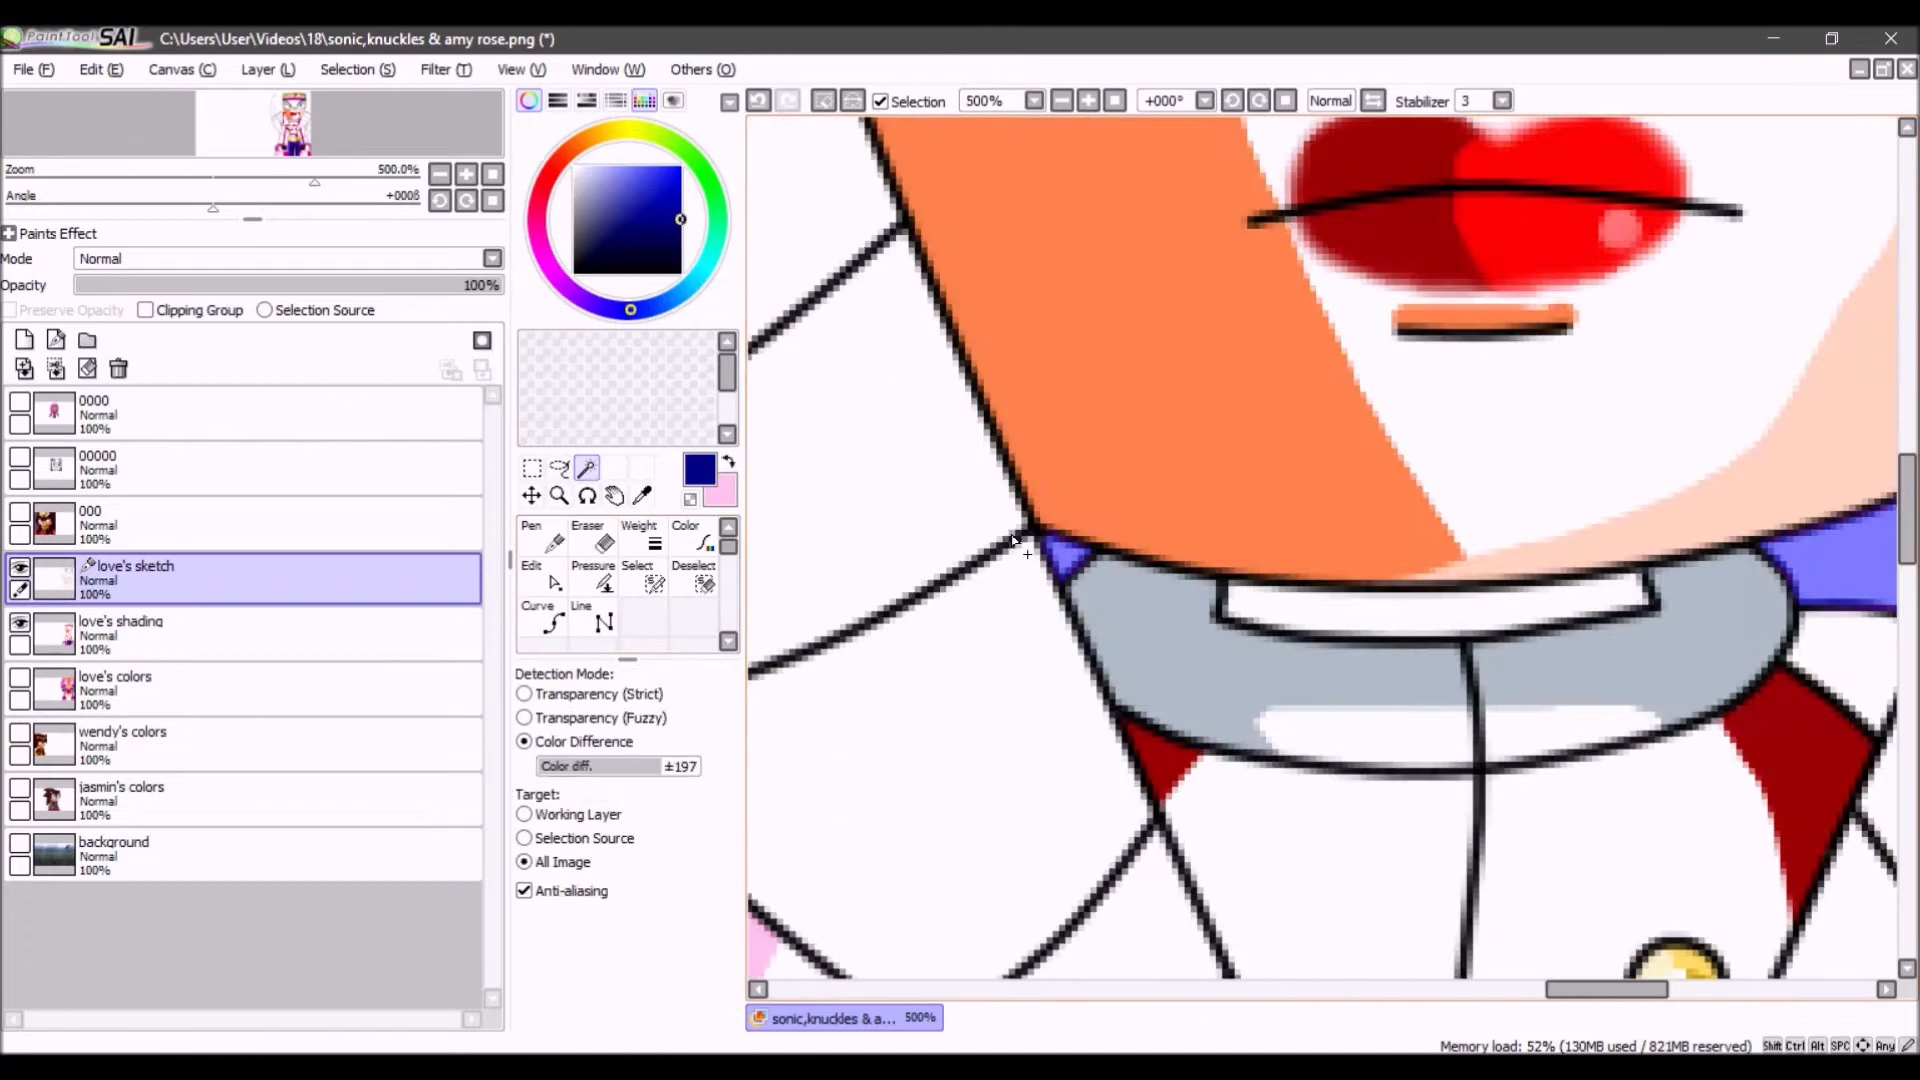 PaintTool SAI C:\Users\User\Videos\18\sonic,knuckles & amy rose.png (*)
File (F) Edit (E) Canvas (C) Layer (L) Selection (S) Filter (T) View (V) Window (W) Others (O)
Selection 500% +000° Normal Stabilizer 3
Zoom 500.0%
Angle +000
Paints Effect
Mode Normal
Opacity 100%
Preserve Opacity Clipping Group Selection Source
0000
Normal
100%
00000
Normal
100%
000
Normal
100%
love's sketch
Normal
100%
love's shading
Normal
100%
love's colors
Normal
100%
wendy's colors
Normal
100%
jasmin's colors
Normal
100%
background
Normal
100%
Pen Eraser Weight Color
Edit Pressure Select Deselect
Curve Line
Detection Mode:
Transparency (Strict)
Transparency (Fuzzy)
Color Difference
Color diff. ±197
Target:
Working Layer
Selection Source
All Image
Anti-aliasing
sonic,knuckles & a... 500%
Memory load: 52% (130MB used / 821MB reserved) Shift Ctrl Alt SPC Any